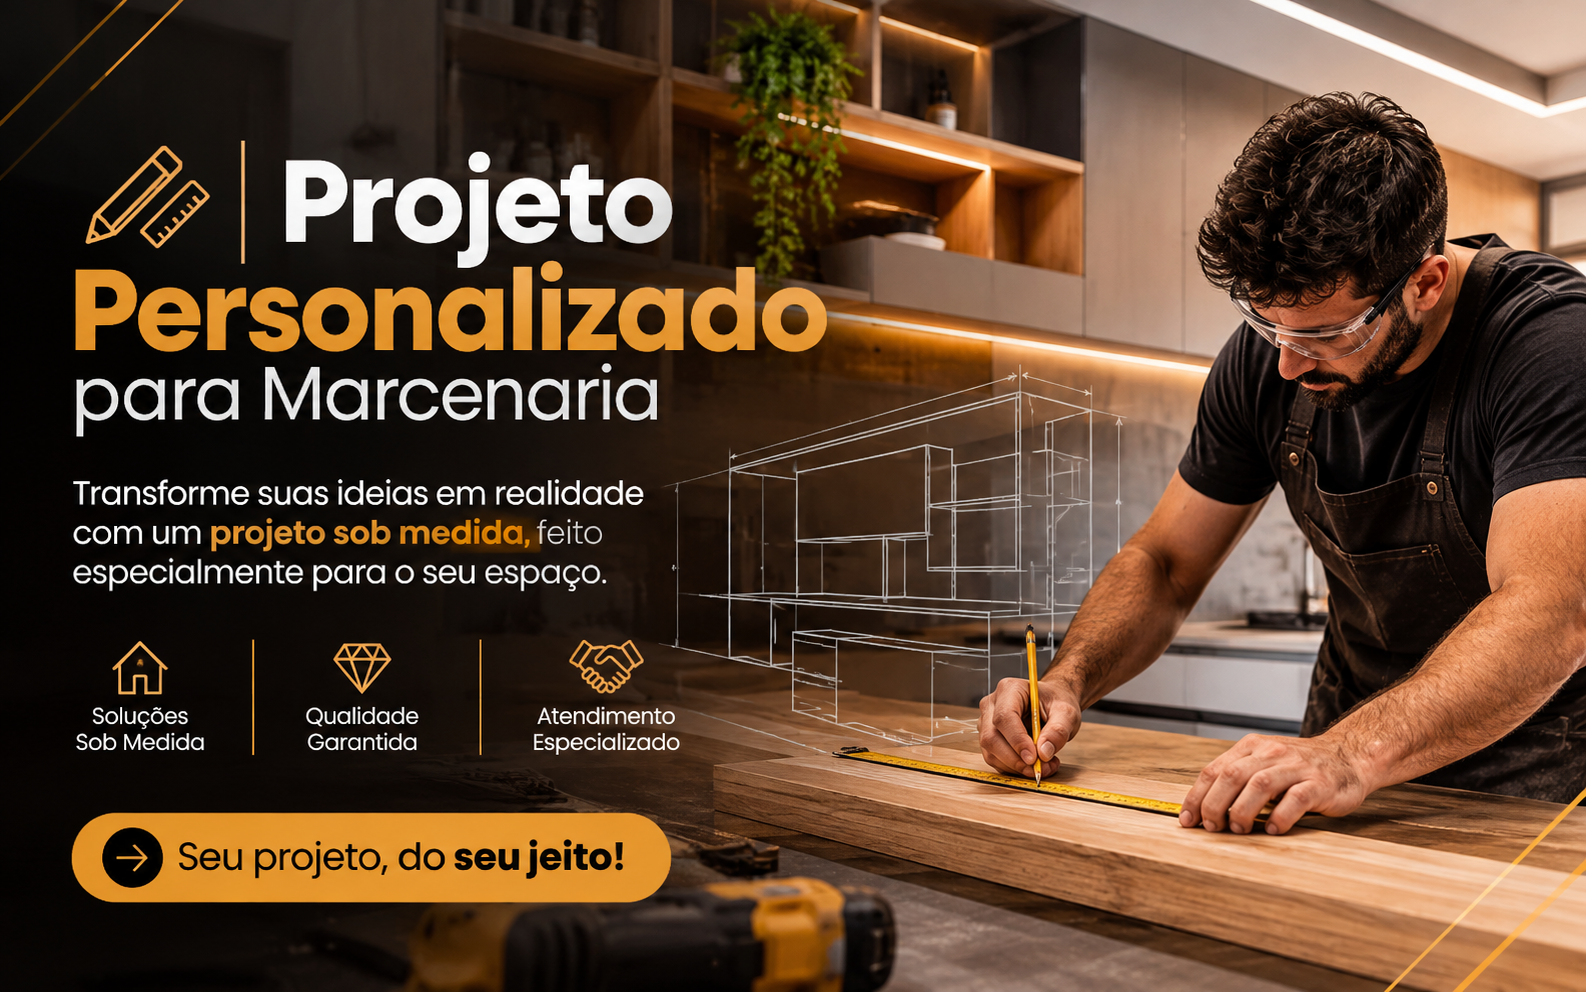 Projeto
Personalizado
para Marcenaria
Transforme suas ideias em realidade
com um projeto sob medida, feito
especialmente para o seu espaço.
Soluções
Sob Medida
Qualidade
Garantida
Atendimento
Especializado
Seu projeto, do seu jeito!